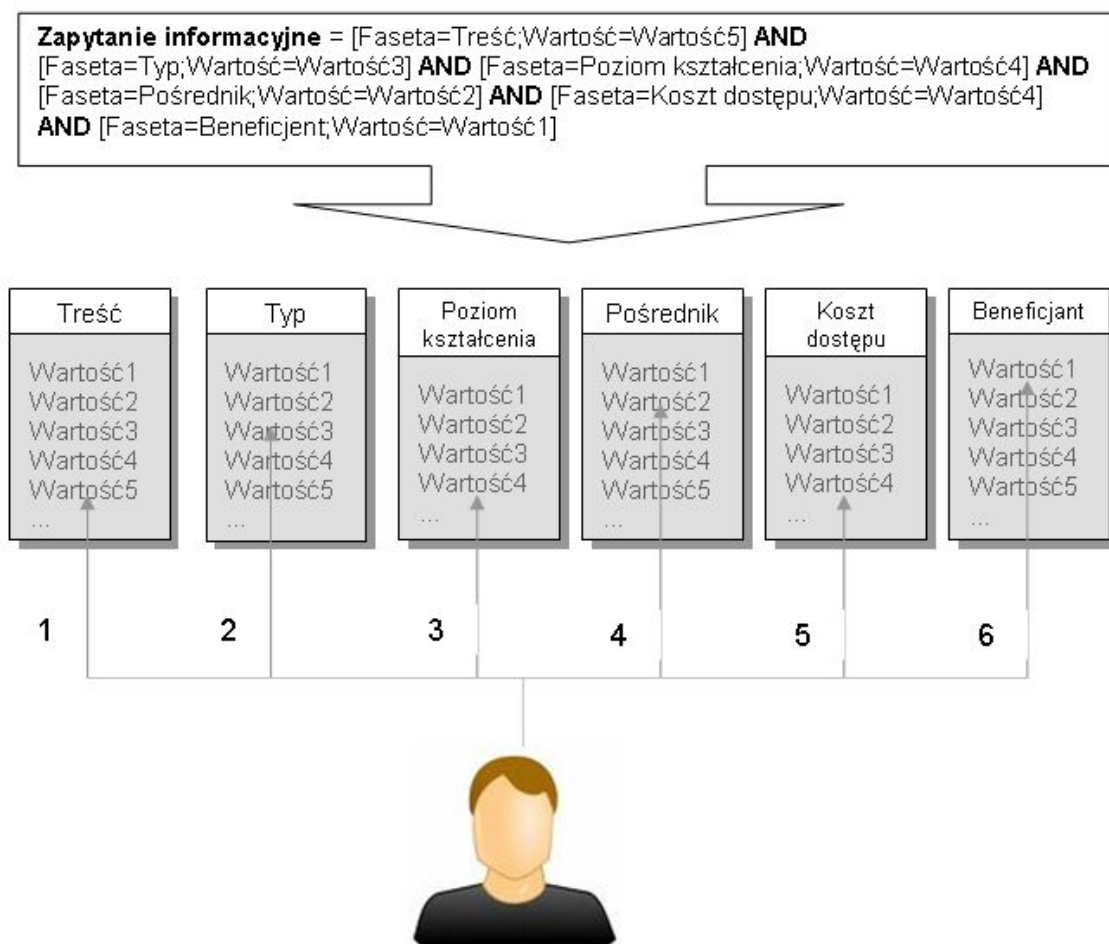 Zapytanie informacyjne = [Faseta=Treść;Wartość=Wartość5] AND
[Faseta=Typ;Wartość=Wartość3] AND [Faseta=Poziom kształcenia;Wartość=Wartość4] AND
[Faseta=Pośrednik;Wartość=Wartość2] AND [Faseta=Koszt dostępu;Wartość=Wartość4]
AND [Faseta=Beneficjent;Wartość=Wartość1]
Treść
Wartość1
Wartość2
Wartość3
Wartość4
Wartość5
...
Typ
Wartość1
Wartość2
Wartość3
Wartość4
Wartość5
...
Poziom
kształcenia
Wartość1
Wartość2
Wartość3
Wartość4
...
Pośrednik
Wartość1
Wartość2
Wartość3
Wartość4
Wartość5
...
Koszt
dostępu
Wartość1
Wartość2
Wartość3
Wartość4
...
Beneficjant
Wartość1
Wartość2
Wartość3
Wartość4
Wartość5
...
1
2
3
4
5
6